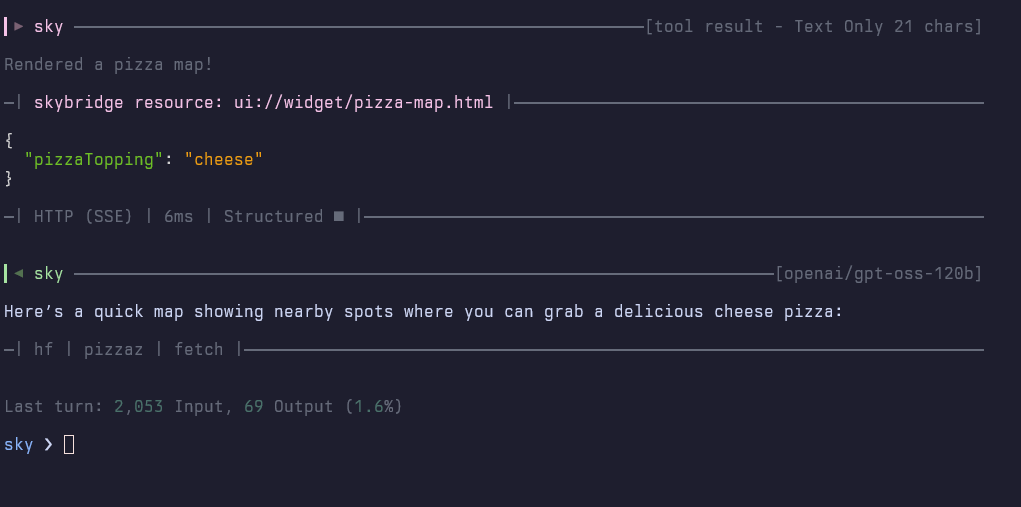 ▶ sky [tool result - Text Only 21 chars]
Rendered a pizza map!
| skybridge resource: ui://widget/pizza-map.html |
{
"pizzaTopping": "cheese"
}
| HTTP (SSE) | 6ms | Structured ■ |
◀ sky [openai/gpt-oss-120b]
Here’s a quick map showing nearby spots where you can grab a delicious cheese pizza:
| hf | pizzaz | fetch |
Last turn: 2,053 Input, 69 Output (1.6%)
sky ❯